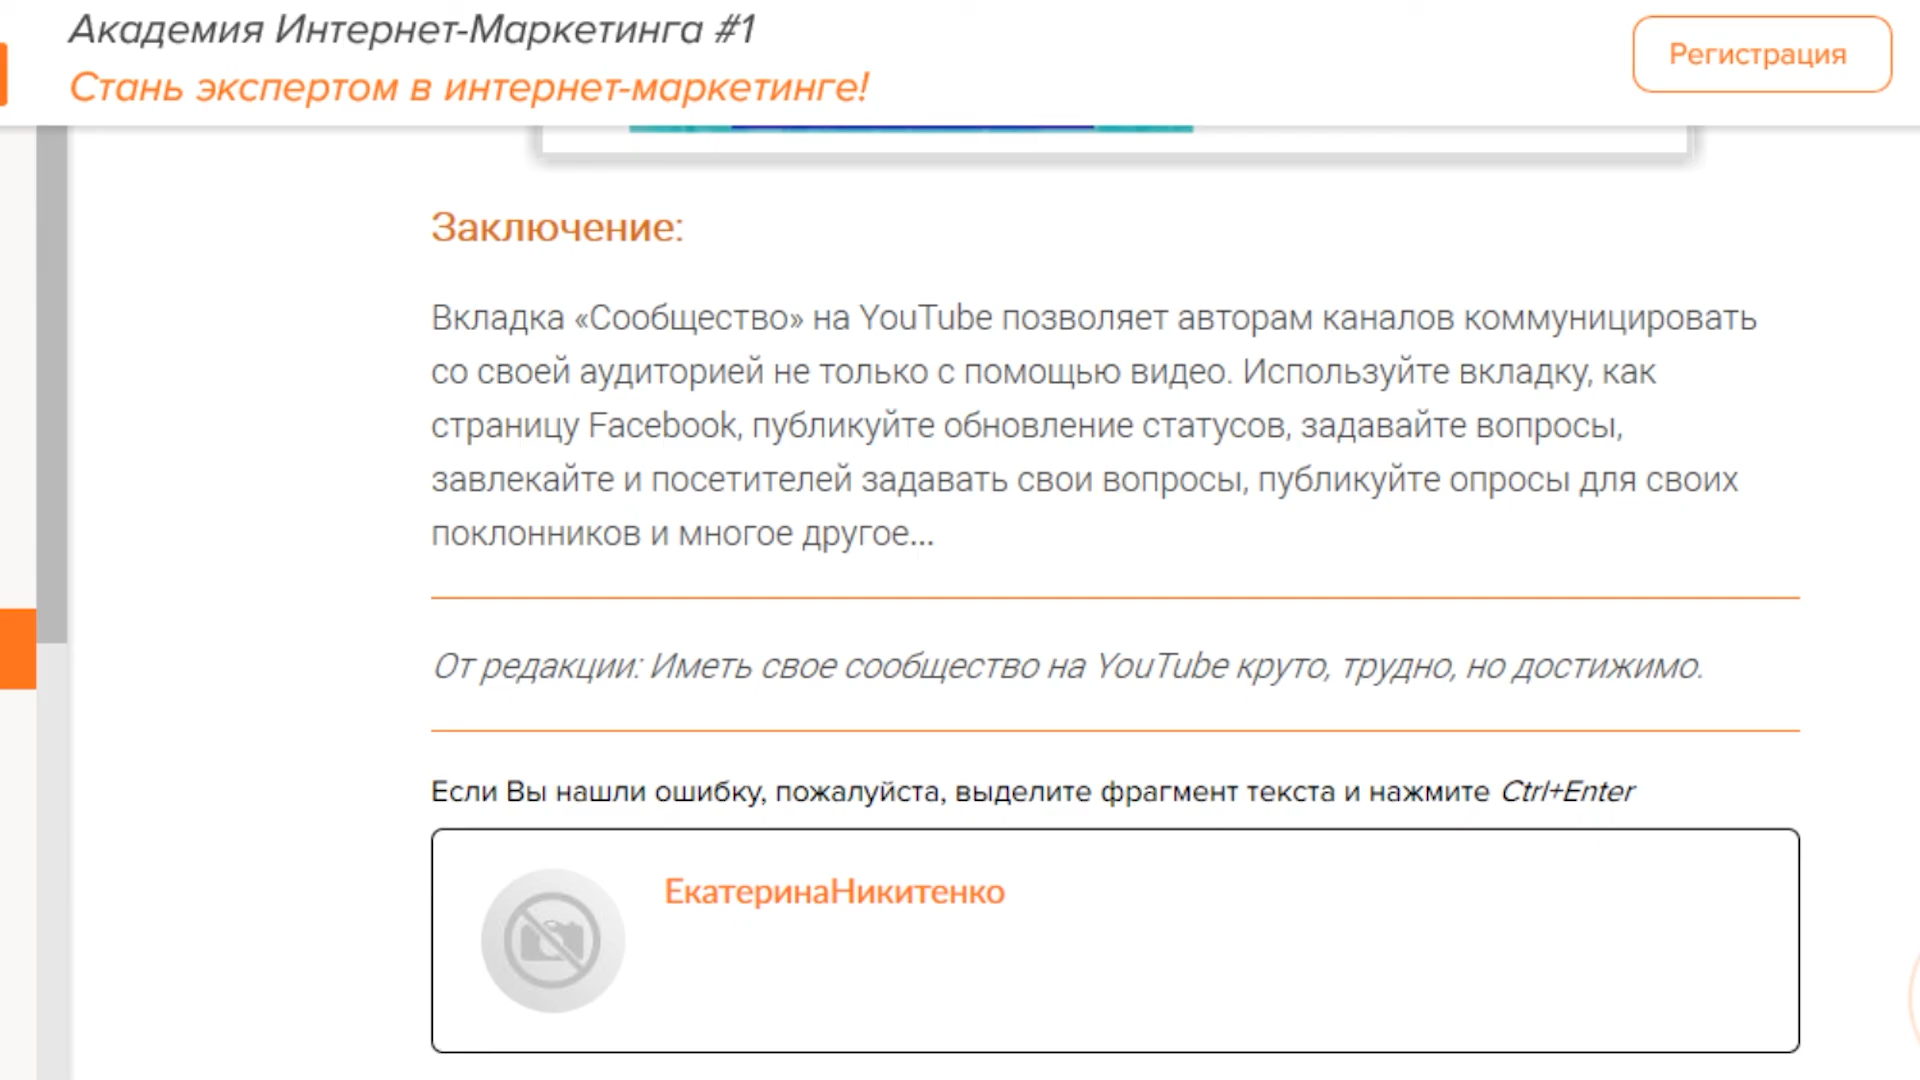 Академия Интернет-Маркетинга #1
Стань экспертом в интернет-маркетинге!
Регистрация
Заключение:
Вкладка «Сообщество» на YouTube позволяет авторам каналов коммуницировать
со своей аудиторией не только с помощью видео. Используйте вкладку, как
страницу Facebook, публикуйте обновление статусов, задавайте вопросы,
завлекайте и посетителей задавать свои вопросы, публикуйте опросы для своих
поклонников и многое другое...
От редакции: Иметь свое сообщество на YouTube круто, трудно, но достижимо.
Если Вы нашли ошибку, пожалуйста, выделите фрагмент текста и нажмите Ctrl+Enter
ЕкатеринаНикитенко